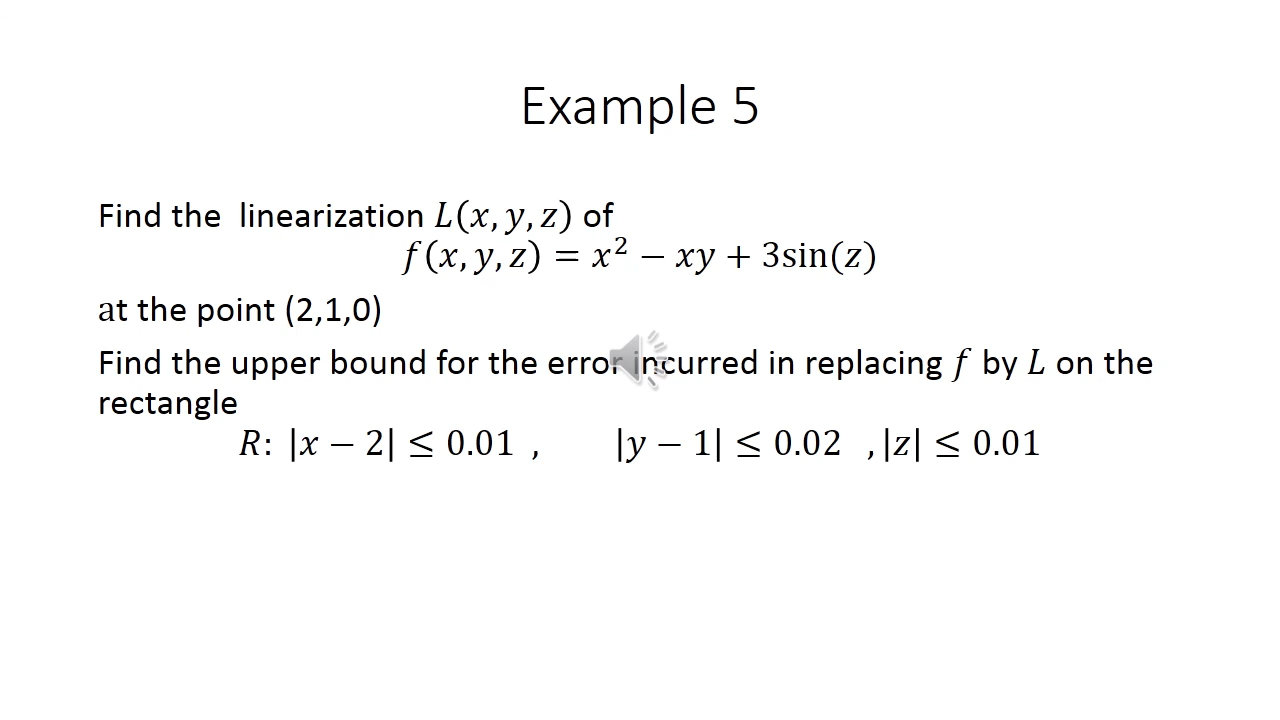 Example 5
Find the linearization L(x, y, z) of
f(x, y, z) = x² − xy + 3sin(z)
at the point (2,1,0)
Find the upper bound for the error incurred in replacing f by L on the
rectangle
R: |x − 2| ≤ 0.01 , |y − 1| ≤ 0.02 , |z| ≤ 0.01